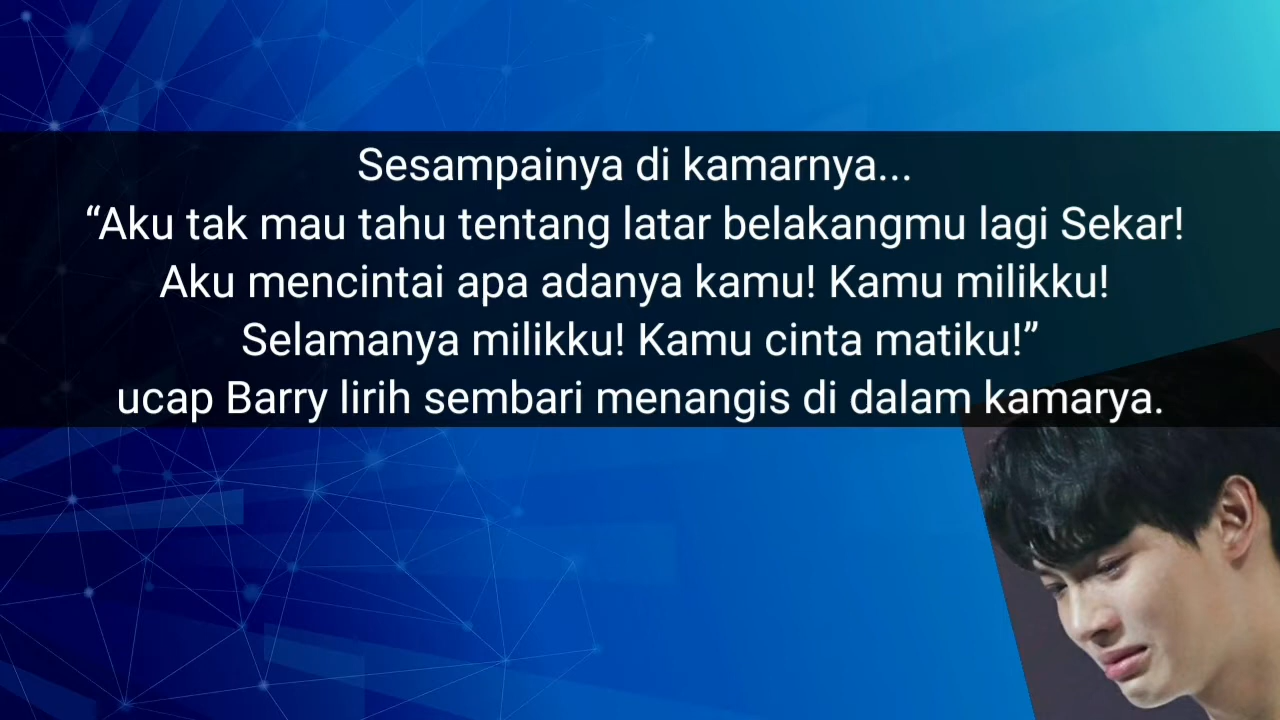 Sesampainya di kamarnya...
“Aku tak mau tahu tentang latar belakangmu lagi Sekar!
Aku mencintai apa adanya kamu! Kamu milikku!
Selamanya milikku! Kamu cinta matiku!”
ucap Barry lirih sembari menangis di dalam kamarya.